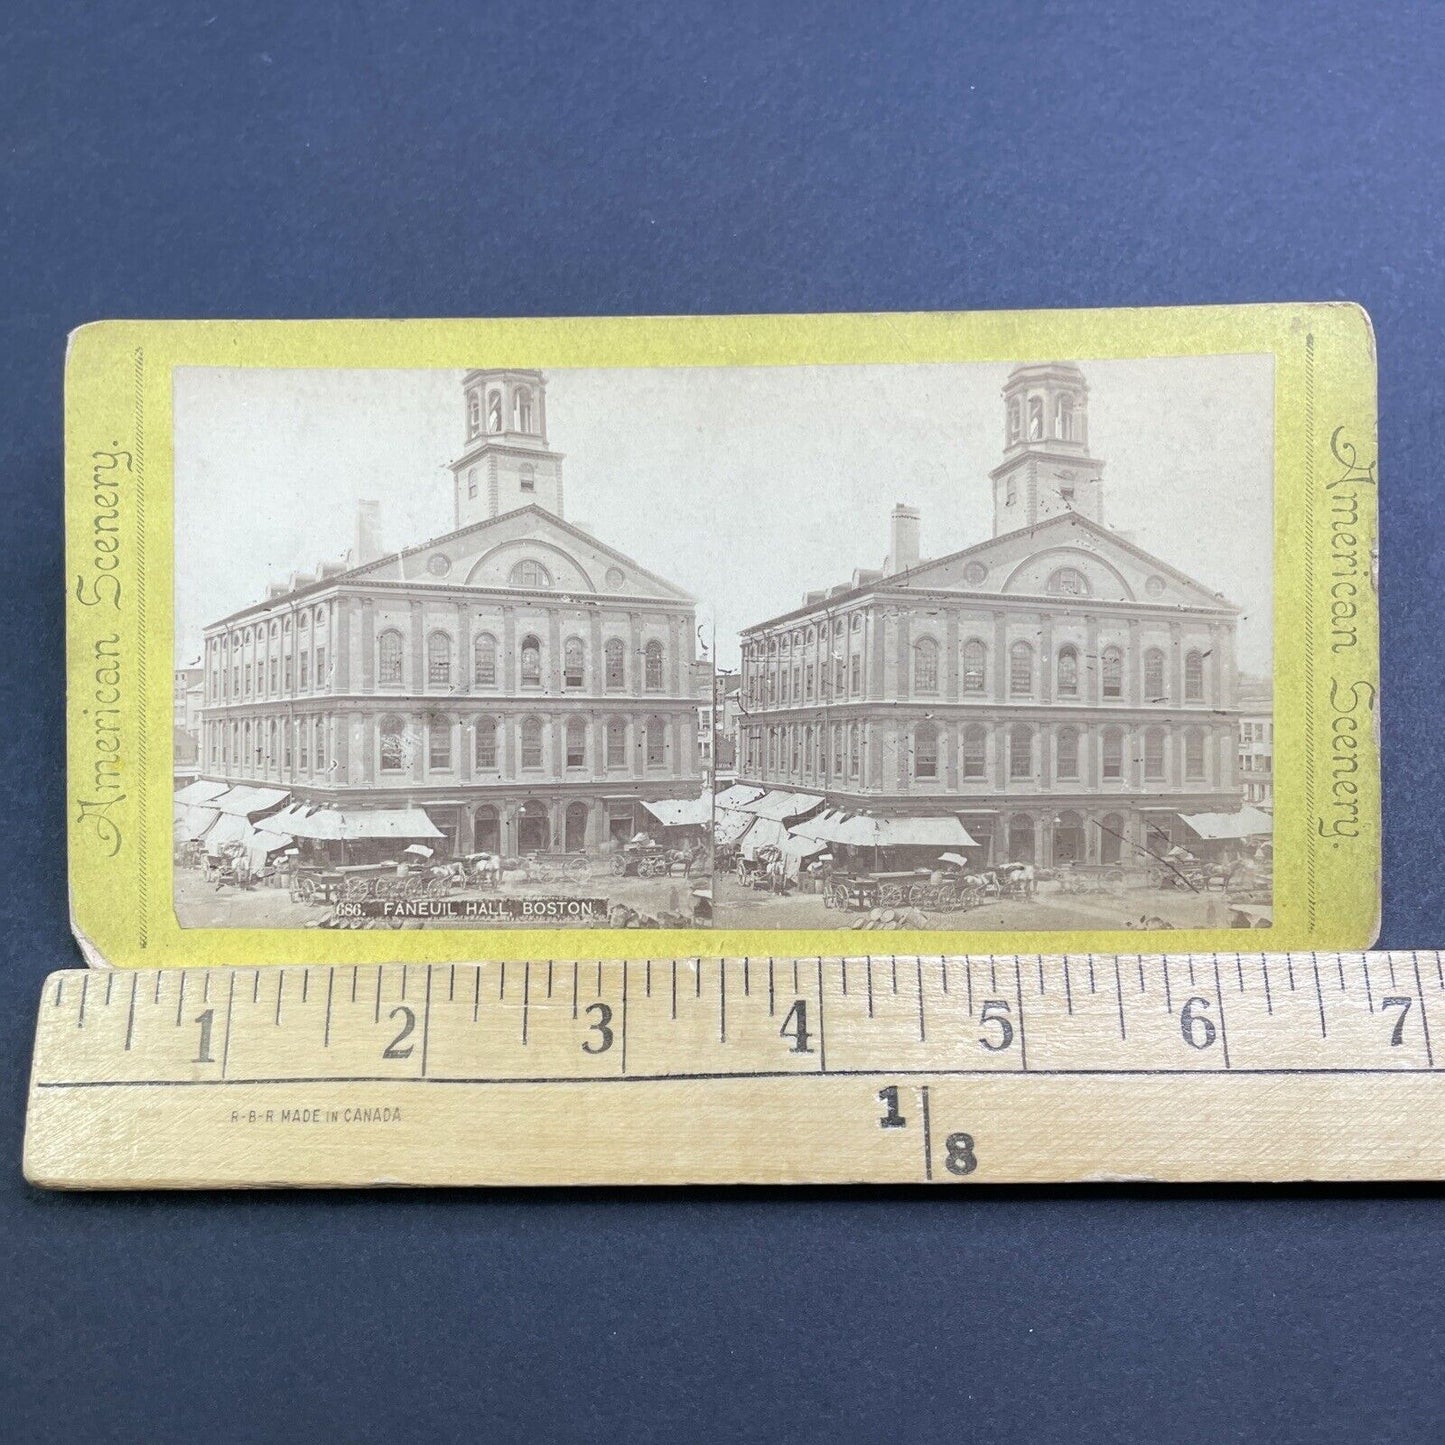 American Scenery.
American Scenery.
686. FANEUIL HALL, BOSTON.
1 2 3 4 5 6 7
R-B-R MADE IN CANADA
1
8